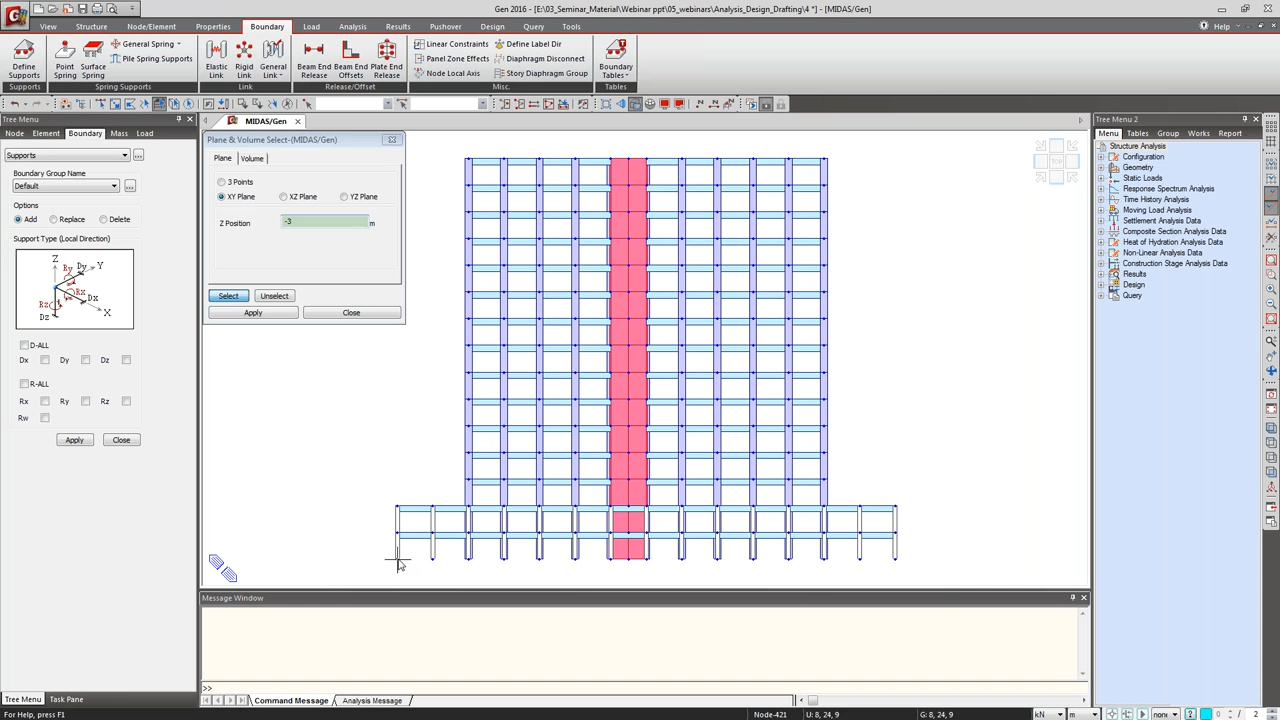 Gen 2016 - [E:\03_Seminar_Material\Webinar ppt\05_webinars\Analysis_Design_Drafting\4 *] - [MIDAS/Gen]
View Structure Node/Element Properties Boundary Load Analysis Results Pushover Design Query Tools Help
Define Supports
Point Spring
Surface Spring
General Spring
Pile Spring Supports
Elastic Link
Rigid Link
General Link
Beam End Release
Beam End Offsets
Plate End Release
Linear Constraints
Panel Zone Effects
Node Local Axis
Define Label Dir
Diaphragm Disconnect
Story Diaphragm Group
Boundary Tables
Supports Spring Supports Link Release/Offset Misc. Tables
Tree Menu
Node Element Boundary Mass Load
Supports
Boundary Group Name
Default
Options
Add Replace Delete
Support Type (Local Direction)
Z
Y
X
Ry
Dy
Rx
Dx
Rz
Dz
D-ALL
Dx Dy Dz
R-ALL
Rx Ry Rz
Rw
Apply Close
Tree Menu Task Pane
MIDAS/Gen
Plane & Volume Select-(MIDAS/Gen)
Plane Volume
3 Points
XY Plane XZ Plane YZ Plane
Z Position -3 m
Select Unselect
Apply Close
TOP
Message Window
>>
Command Message Analysis Message
Tree Menu 2
Menu Tables Group Works Report
Structure Analysis
Configuration
Geometry
Static Loads
Response Spectrum Analysis
Time History Analysis
Moving Load Analysis
Settlement Analysis Data
Composite Section Analysis Data
Heat of Hydration Analysis Data
Non-Linear Analysis Data
Construction Stage Analysis Data
Results
Design
Query
For Help, press F1
Node-421 U: 8, 24, 9 G: 8, 24, 9 kN m non 0 / 2